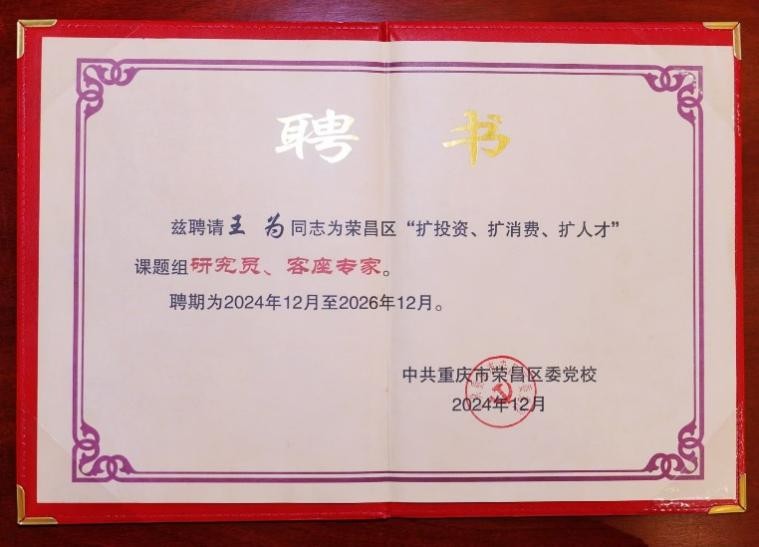 聘 书
兹聘请王为同志为荣昌区“扩投资、扩消费、扩人才”
课题组研究员、客座专家。
聘期为2024年12月至2026年12月。
中共重庆市荣昌区委党校
2024年12月